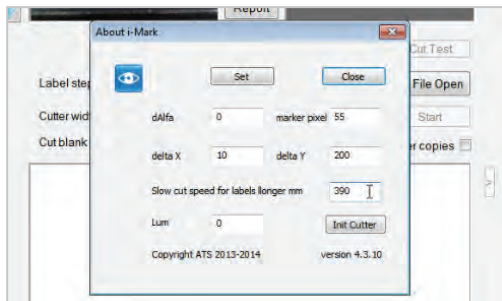 Report
About i-Mark
Cut Test
Set Close
Label step File Open
dAlfa 0 marker pixel 55
Cutter widt Start
Cut blank er copies
delta X 10 delta Y 200
Slow cut speed for labels llonger mm 390
Lum 0 Init Cutter
Copyright ATS 2013-2014 version 4.3.10